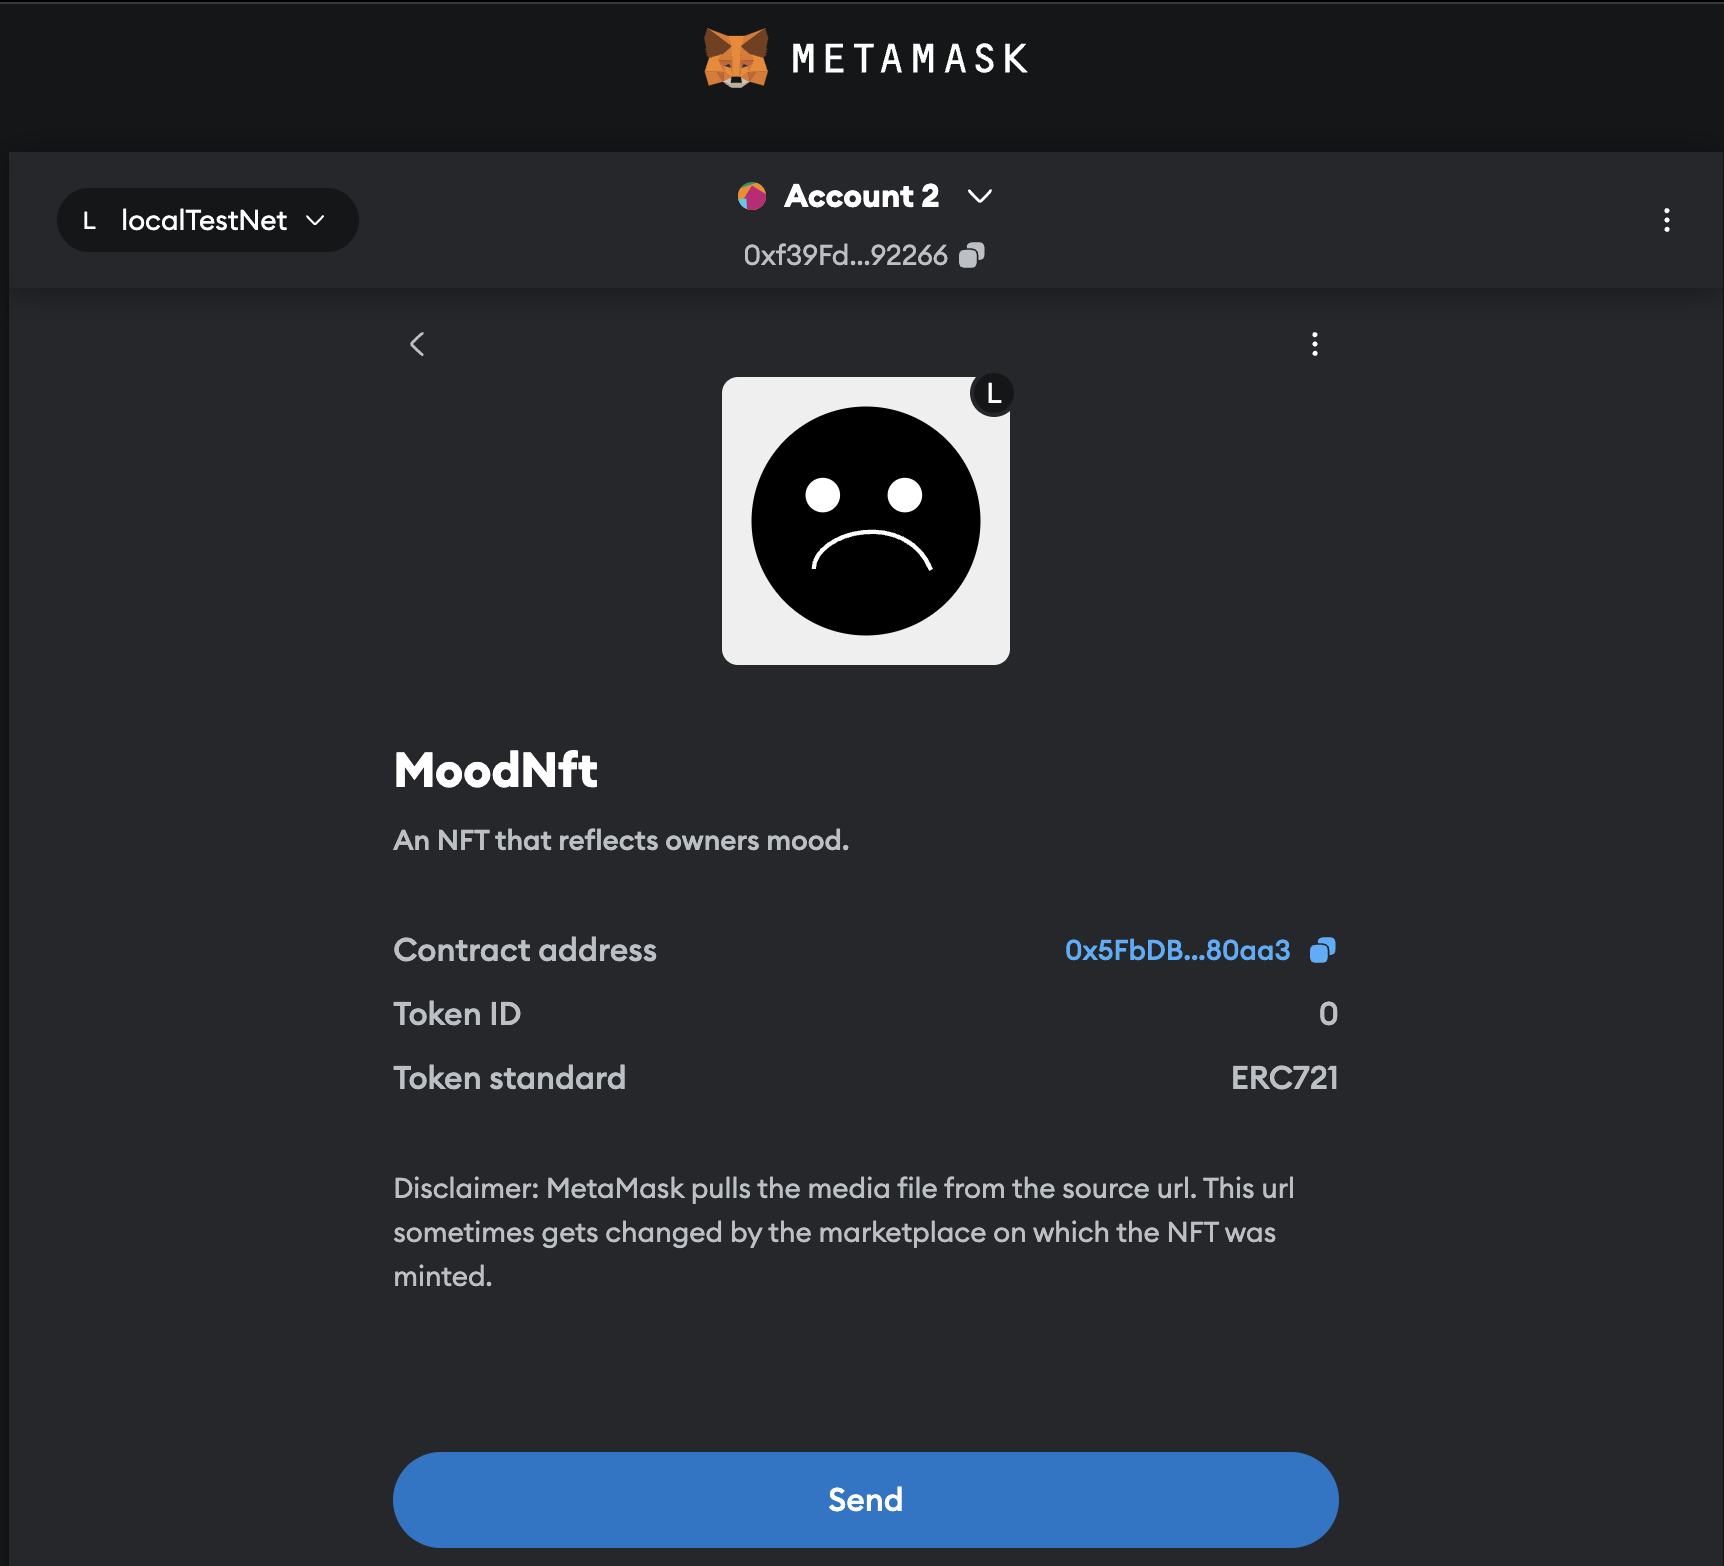 METAMASK
L localTestNet
Account 2
0xf39Fd...92266
L
MoodNft
An NFT that reflects owners mood.
Contract address 0x5FbDB...80aa3
Token ID 0
Token standard ERC721
Disclaimer: MetaMask pulls the media file from the source url. This url
sometimes gets changed by the marketplace on which the NFT was
minted.
Send